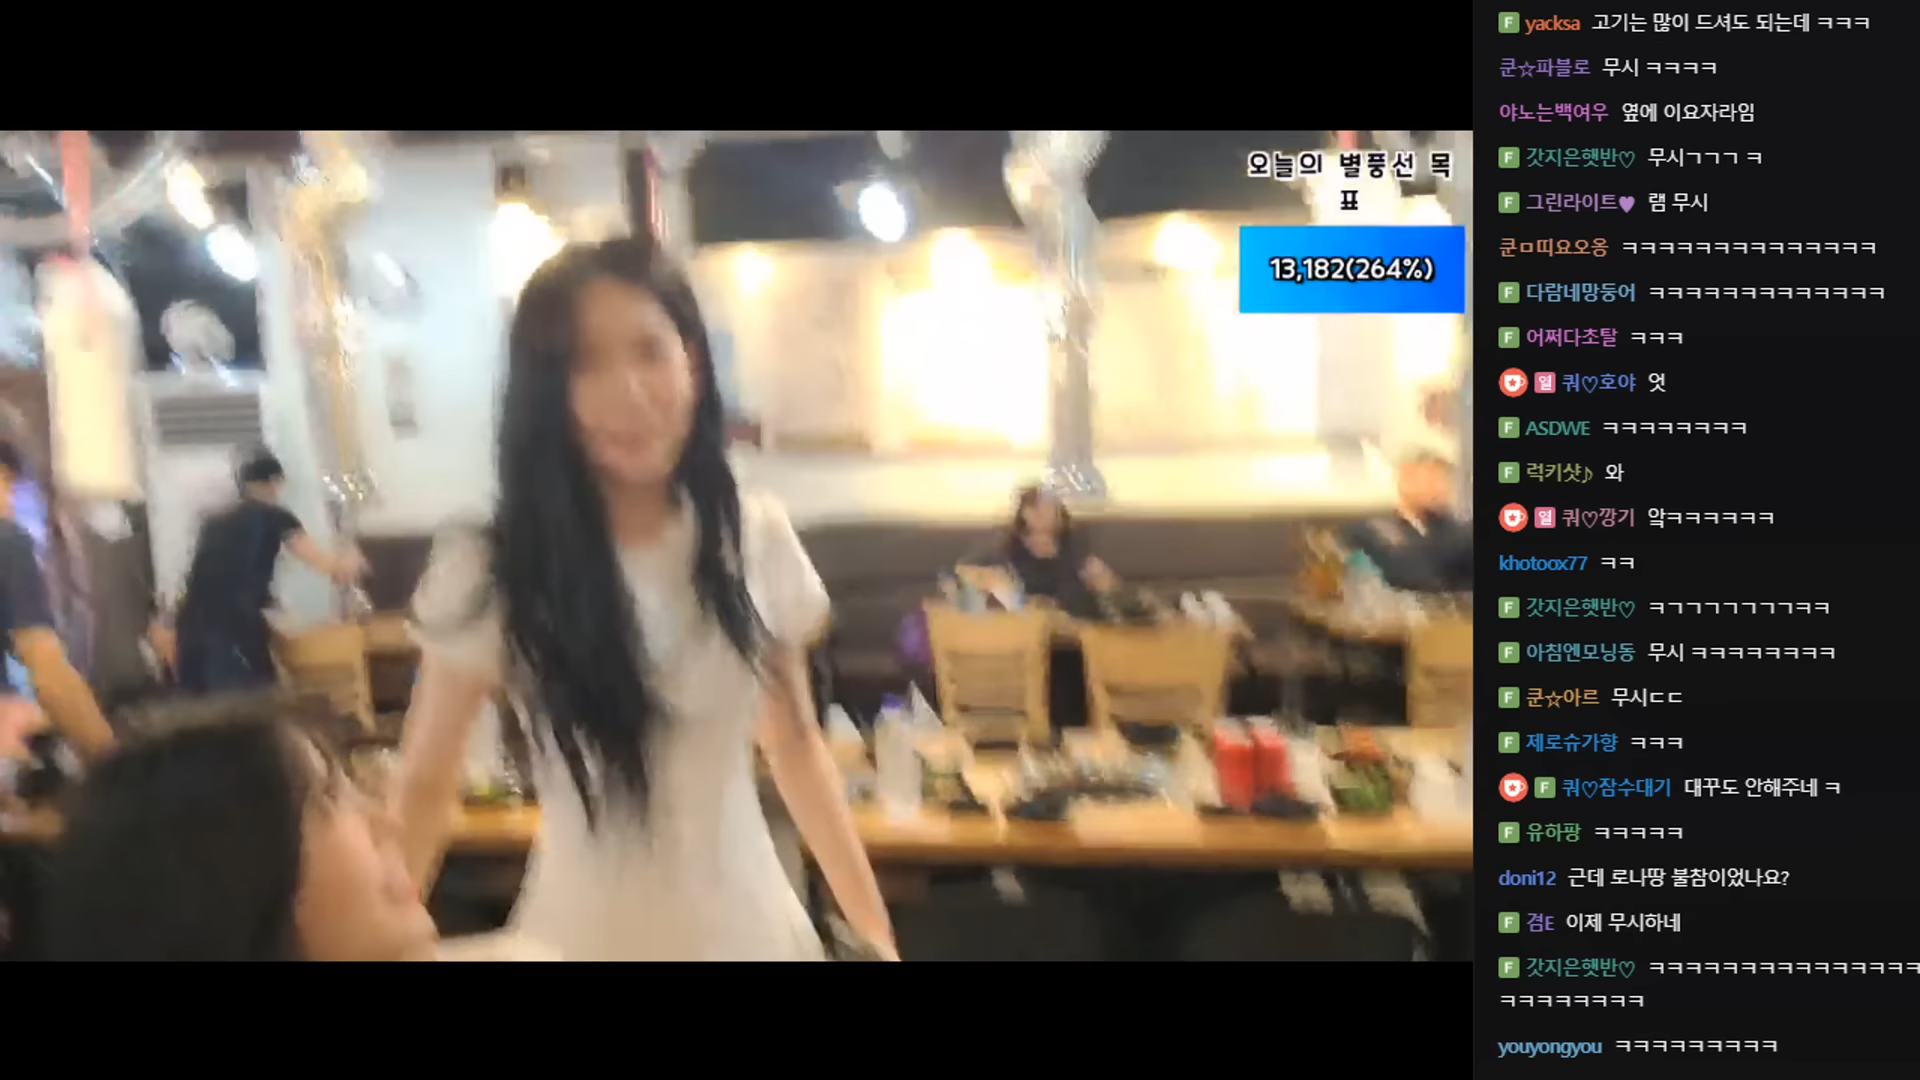 오늘의 별풍선 목
표
13,182(264%)
F yacksa 고기는 많이 드셔도 되는데 ㅋㅋㅋ
쿤☆파블로 무시 ㅋㅋㅋㅋ
야노는백여우 옆에 이요자라임
F 갓지은햇반♡ 무시ㄱㄱㄱ ㅋ
F 그린라이트♥ 램 무시
쿤ㅁ띠요오옹 ㅋㅋㅋㅋㅋㅋㅋㅋㅋㅋㅋㅋㅋㅋ
F 다람네망둥어 ㅋㅋㅋㅋㅋㅋㅋㅋㅋㅋㅋㅋㅋ
F 어쩌다초탈 ㅋㅋㅋ
열 쿼♡호야 엇
F ASDWE ㅋㅋㅋㅋㅋㅋㅋㅋ
F 럭키샷♪ 와
열 쿼♡깡기 앜ㅋㅋㅋㅋㅋㅋ
khotoox77 ㅋㅋ
F 갓지은햇반♡ ㅋㄱㄱㄱㄱㄱㄱㄱㅋㅋ
F 아침엔모닝동 무시 ㅋㅋㅋㅋㅋㅋㅋㅋ
F 쿤☆아르 무시ㄷㄷ
F 제로슈가향 ㅋㅋㅋ
F 쿼♡잠수대기 대꾸도 안해주네 ㅋ
F 유하팡 ㅋㅋㅋㅋㅋ
doni12 근데 로나땅 불참이었나요?
F 겸E 이제 무시하네
F 갓지은햇반♡ ㅋㅋㅋㅋㅋㅋㅋㅋㅋㅋㅋㅋㅋㅋㅋ
ㅋㅋㅋㅋㅋㅋㅋㅋ
youyongyou ㅋㅋㅋㅋㅋㅋㅋㅋㅋ